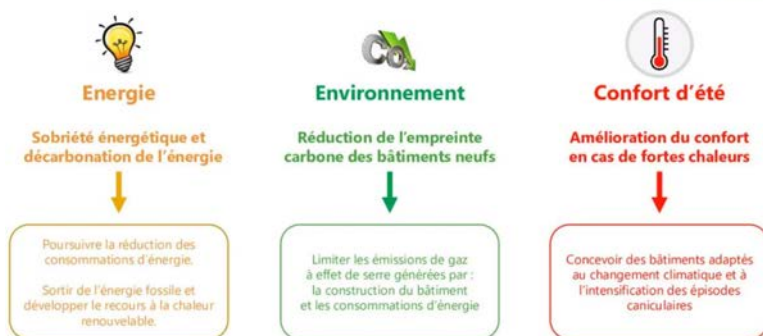 CO₂
Energie
Sobriété énergétique et
décarbonation de l'énergie
Poursuivre la réduction des
consommations d'énergie.
Sortir de l'énergie fossile et
développer le recours à la chaleur
renouvelable.
Environnement
Réduction de l'empreinte
carbone des bâtiments neufs
Limiter les émissions de gaz
à effet de serre générées par :
la construction du bâtiment
et les consommations d'énergie
Confort d'été
Amélioration du confort
en cas de fortes chaleurs
Concevoir des bâtiments adaptés
au changement climatique et à
l'intensification des épisodes
caniculaires